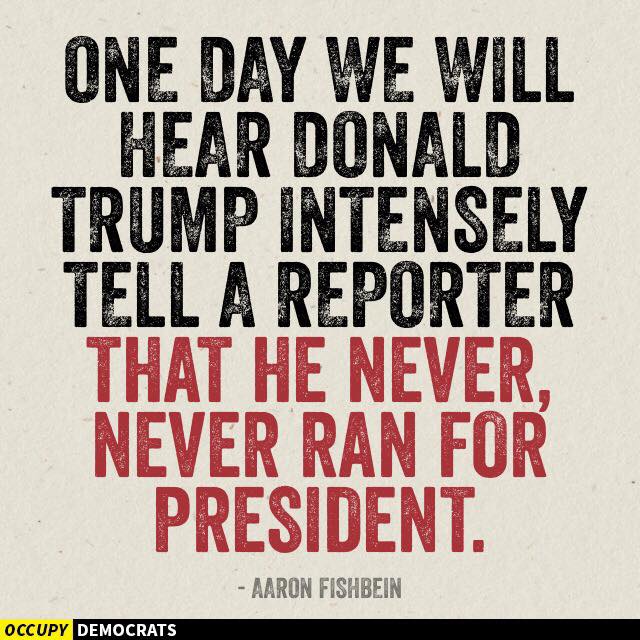 ONE DAY WE WILL
HEAR DONALD
TRUMP INTENSELY
TELL A REPORTER
THAT HE NEVER,
NEVER RAN FOR
PRESIDENT.
- AARON FISHBEIN
OCCUPY DEMOCRATS